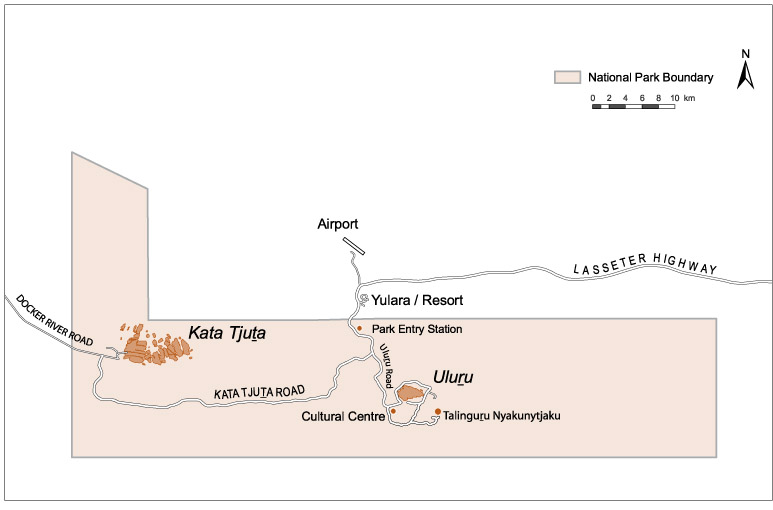 N
National Park Boundary
0 2 4 6 8 10 km
Airport
LASSETER HIGHWAY
Yulara / Resort
DOCKER RIVER ROAD
Kata Tjuṯa
Park Entry Station
Uluṟu Road
Uluṟu
KATA TJUṮA ROAD
Cultural Centre
Talinguṟu Nyakunytjaku